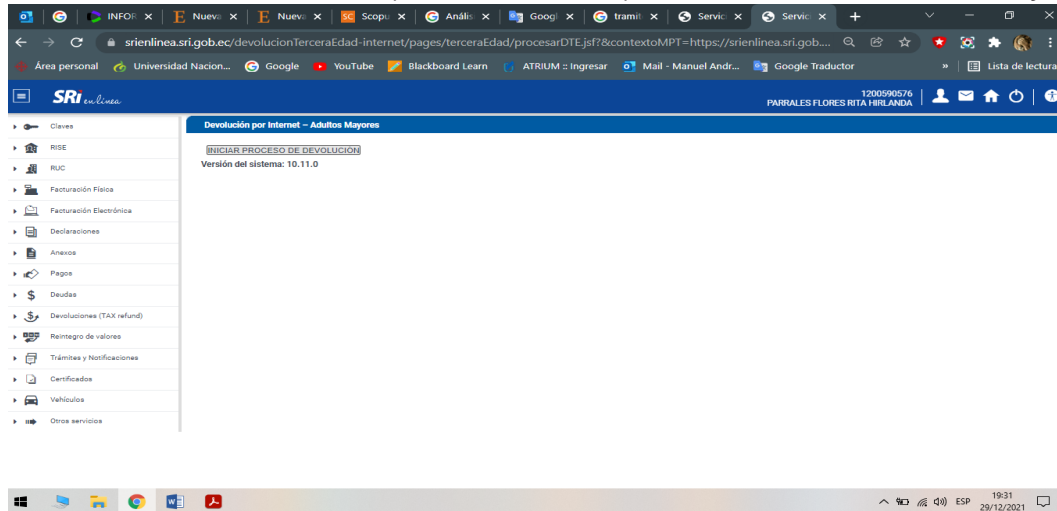 INFOR
Nueva
Nueva
Scopu
Anális
Googl
tramit
Servic
Servic
srienlinea.sri.gob.ec/devolucionTerceraEdad-internet/pages/terceraEdad/procesarDTE.jsf?&contextoMPT=https://srienlinea.sri.gob....
Área personal Universidad Nacion... Google YouTube Blackboard Learn ATRIUM :: Ingresar Mail - Manuel Andr... Google Traductor » Lista de lectura
SRi en línea
1200590576
PARRALES FLORES RITA HIRLANDA
Claves
RISE
RUC
Facturación Física
Facturación Electrónica
Declaraciones
Anexos
Pagos
Deudas
Devoluciones (TAX refund)
Reintegro de valores
Trámites y Notificaciones
Certificados
Vehículos
Otros servicios
Devolución por Internet – Adultos Mayores
INICIAR PROCESO DE DEVOLUCIÓN
Versión del sistema: 10.11.0
ESP
19:31
29/12/2021